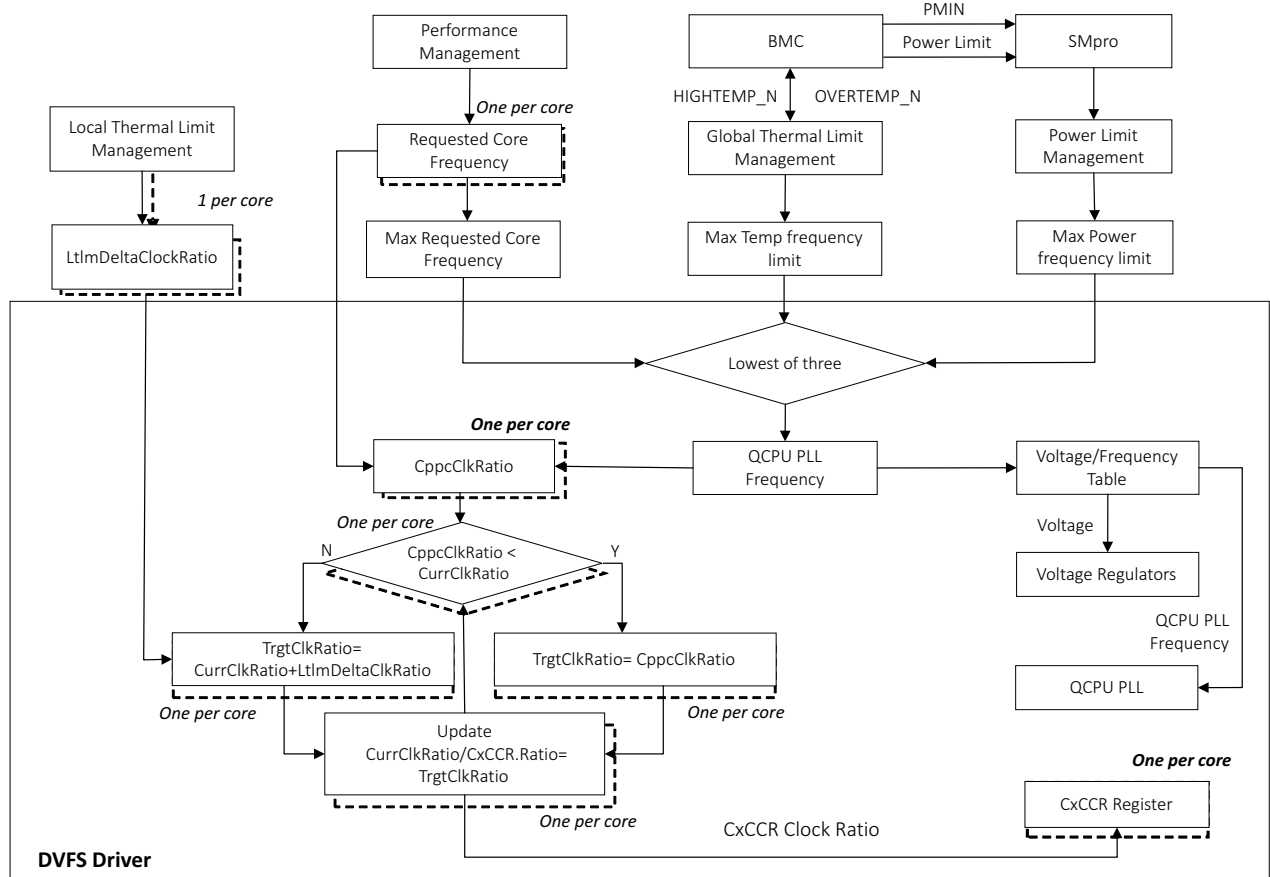 Performance
Management
BMC
PMIN
Power Limit
SMpro
One per core
HIGHTEMP_N
OVERTEMP_N
Local Thermal Limit
Management
Requested Core
Frequency
Global Thermal Limit
Management
Power Limit
Management
1 per core
LtlmDeltaClockRatio
Max Requested Core
Frequency
Max Temp frequency
limit
Max Power
frequency limit
Lowest of three
One per core
CppcClkRatio
QCPU PLL
Frequency
Voltage/Frequency
Table
One per core
Voltage
N
CppcClkRatio <
CurrClkRatio
Y
Voltage Regulators
TrgtClkRatio=
CurrClkRatio+LtlmDeltaClkRatio
TrgtClkRatio= CppcClkRatio
QCPU PLL
Frequency
QCPU PLL
One per core
One per core
Update
CurrClkRatio/CxCCR.Ratio=
TrgtClkRatio
One per core
One per core
CxCCR Register
CxCCR Clock Ratio
DVFS Driver